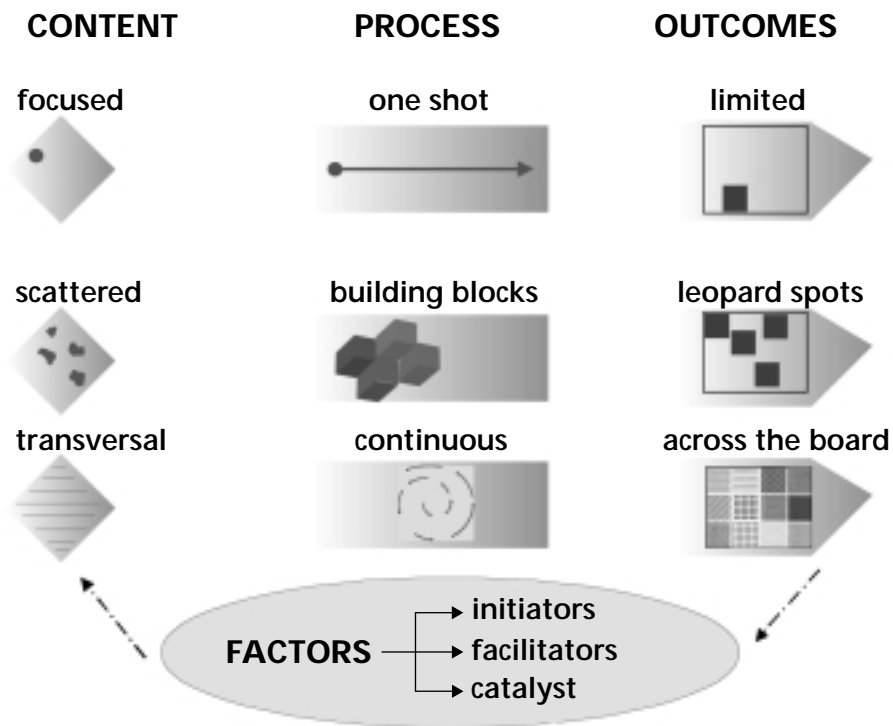 CONTENT PROCESS OUTCOMES
focused one shot limited
scattered building blocks leopard spots
transversal continuous across the board
initiators
FACTORS facilitators
catalyst